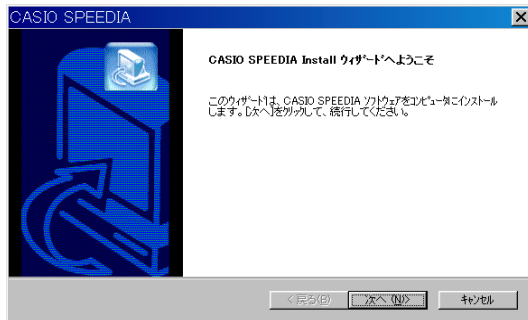 CASIO SPEEDIA
CASIO SPEEDIA Install ウィザードへようこそ
このウィザードは、CASIO SPEEDIA ソフトウェアをコンピュータにインストール
します。[次へ]をクリックして、続行してください。
< 戻る(B)
次へ (N)>
キャンセル